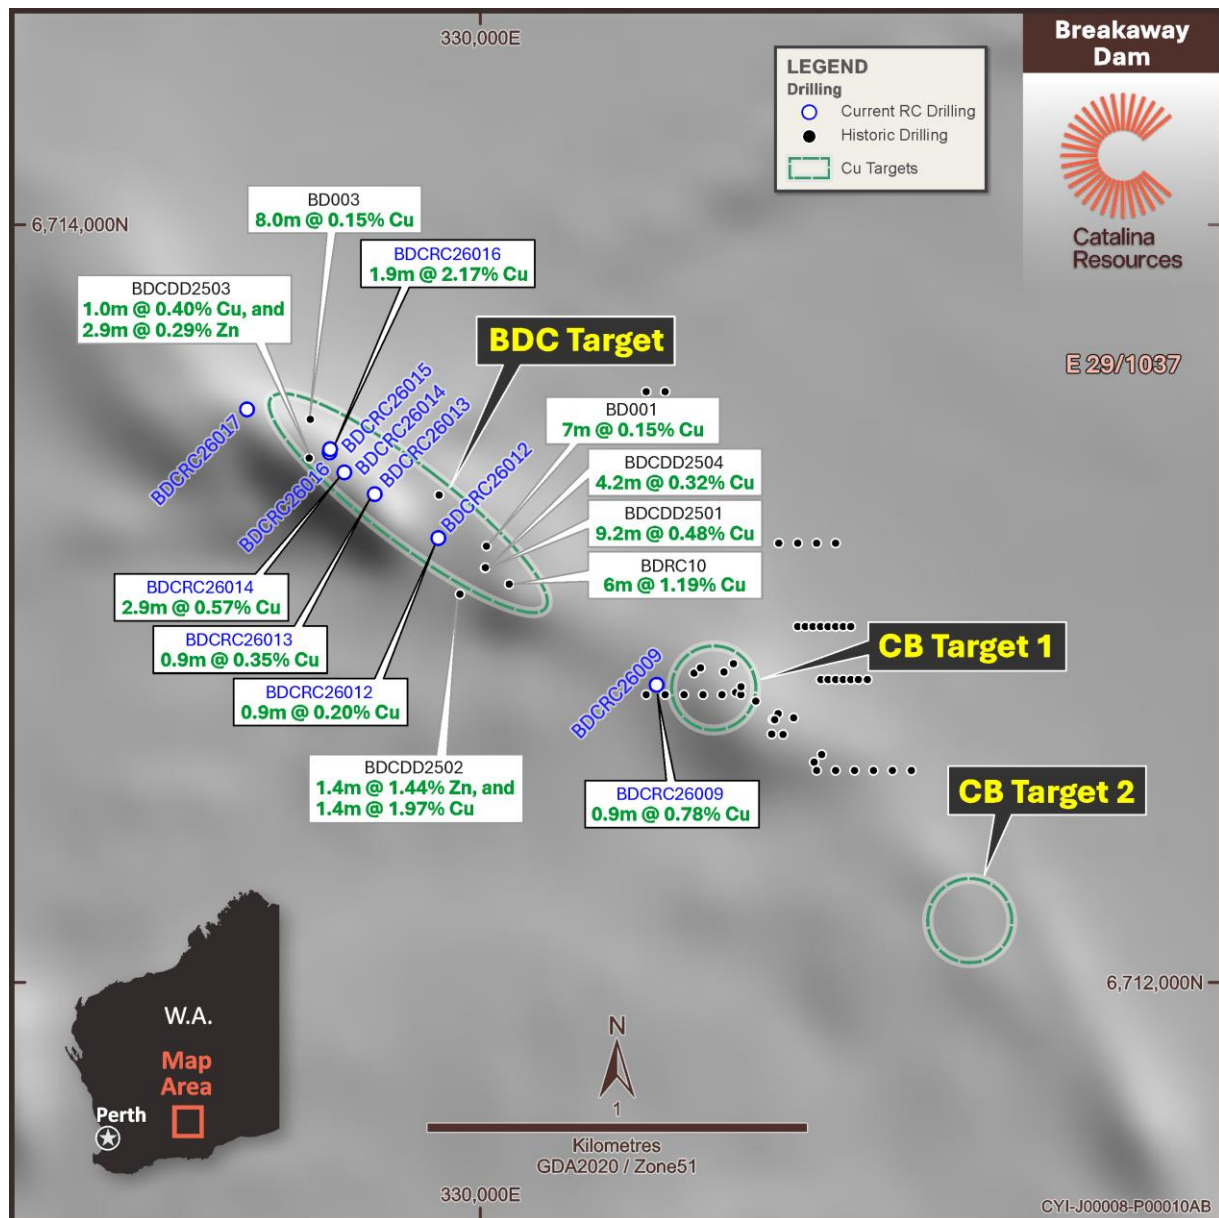 330,000E
Breakaway
Dam
LEGEND
Drilling
Current RC Drilling
Historic Drilling
Cu Targets
Catalina
Resources
6,714,000N
BD003
8.0m @ 0.15% Cu
BDCRC26016
1.9m @ 2.17% Cu
BDCDD2503
1.0m @ 0.40% Cu, and
2.9m @ 0.29% Zn
BDC Target
E 29/1037
BDCRC26017
BDCRC26016
BDCRC26015
BDCRC26014
BDCRC26013
BDCRC26012
BD001
7m @ 0.15% Cu
BDCDD2504
4.2m @ 0.32% Cu
BDCDD2501
9.2m @ 0.48% Cu
BDRC10
6m @ 1.19% Cu
BDCRC26014
2.9m @ 0.57% Cu
BDCRC26013
0.9m @ 0.35% Cu
BDCRC26012
0.9m @ 0.20% Cu
BDCDD2502
1.4m @ 1.44% Zn, and
1.4m @ 1.97% Cu
BDCRC26009
CB Target 1
BDCRC26009
0.9m @ 0.78% Cu
CB Target 2
6,712,000N
W.A.
Map
Area
Perth
N
1
Kilometres
GDA2020 / Zone51
330,000E
CYI-J00008-P00010AB